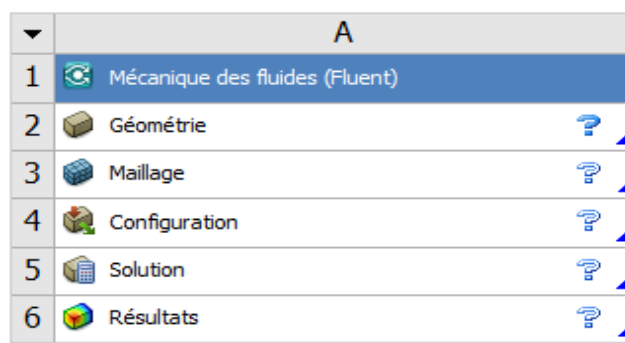 A
1 Mécanique des fluides (Fluent)
2 Géométrie ?
3 Maillage ?
4 Configuration ?
5 Solution ?
6 Résultats ?